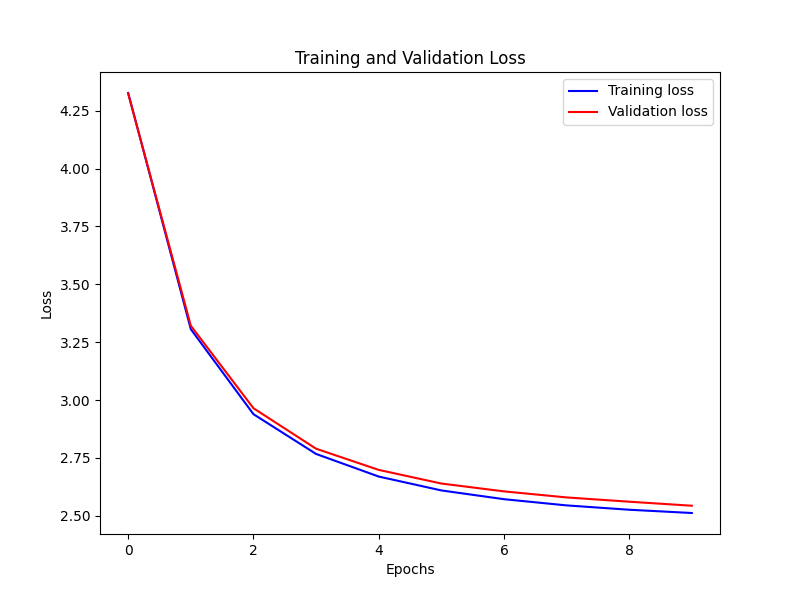 Training and Validation Loss
Training loss
Validation loss
4.25
4.00
3.75
3.50
3.25
3.00
2.75
2.50
Loss
0
2
4
6
8
Epochs